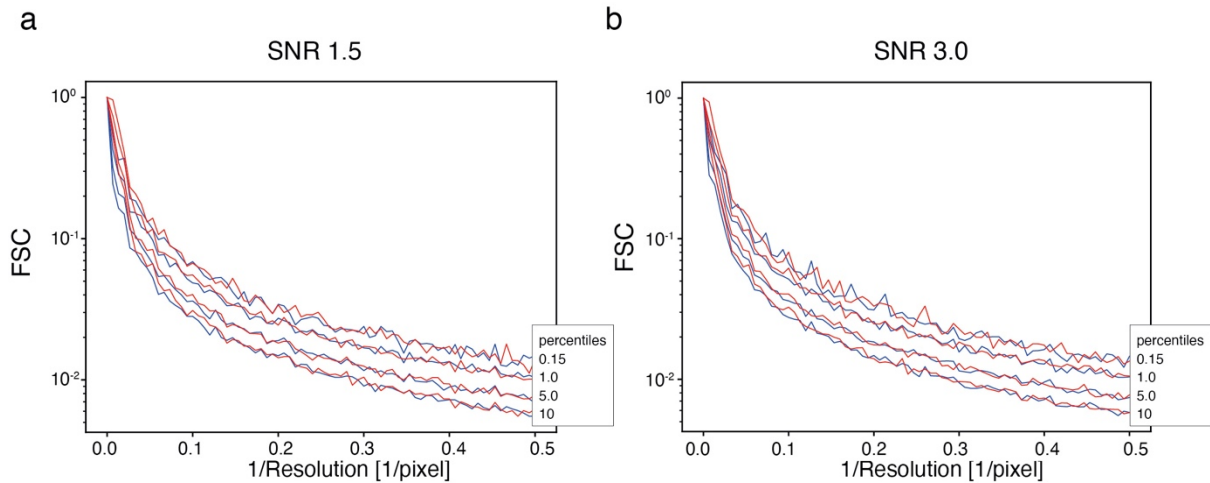 a
SNR 1.5
FSC
10⁰
10⁻¹
10⁻²
0.0 0.1 0.2 0.3 0.4 0.5
1/Resolution [1/pixel]
percentiles
0.15
1.0
5.0
10
b
SNR 3.0
FSC
10⁰
10⁻¹
10⁻²
0.0 0.1 0.2 0.3 0.4 0.5
1/Resolution [1/pixel]
percentiles
0.15
1.0
5.0
10